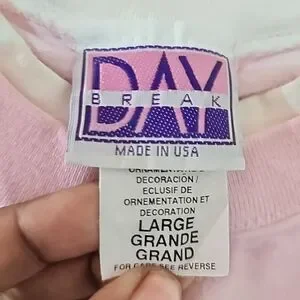 DAY
BREAK
MADE IN USA
DECORACION /
ECLUSIF DE
ORNEMENTATION ET
DECORATION
LARGE
GRANDE
GRAND
FOR CARE SEE REVERSE